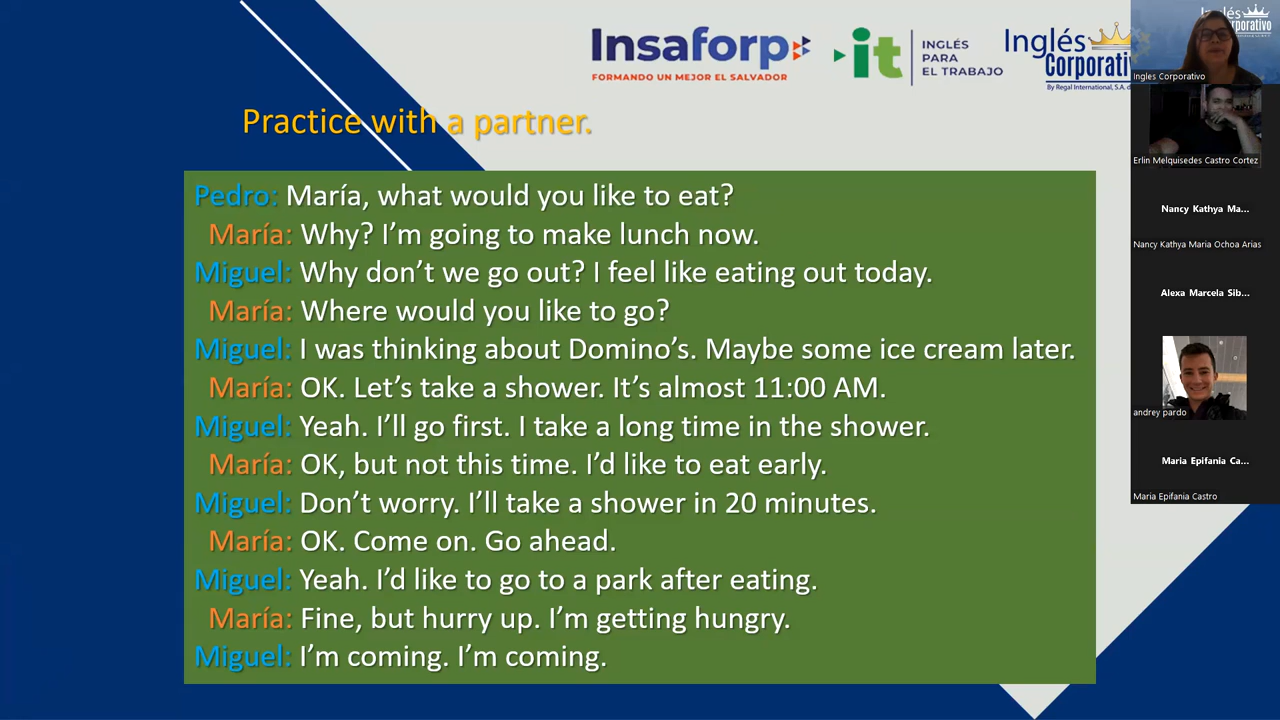 Insaforp
FORMANDO UN MEJOR EL SALVADOR
it
INGLÉS
PARA
EL TRABAJO
Inglés
Corporativ
By Regal International, S.A. d
Practice with a partner.
Pedro: María, what would you like to eat?
María: Why? I’m going to make lunch now.
Miguel: Why don’t we go out? I feel like eating out today.
María: Where would you like to go?
Miguel: I was thinking about Domino’s. Maybe some ice cream later.
María: OK. Let’s take a shower. It’s almost 11:00 AM.
Miguel: Yeah. I’ll go first. I take a long time in the shower.
María: OK, but not this time. I’d like to eat early.
Miguel: Don’t worry. I’ll take a shower in 20 minutes.
María: OK. Come on. Go ahead.
Miguel: Yeah. I’d like to go to a park after eating.
María: Fine, but hurry up. I’m getting hungry.
Miguel: I’m coming. I’m coming.
Ingles Corporativo
Erlin Melquisedes Castro Cortez
Nancy Kathya Ma...
Nancy Kathya Maria Ochoa Arias
Alexa Marcela Sib...
andrey pardo
Maria Epifania Ca...
Maria Epifania Castro